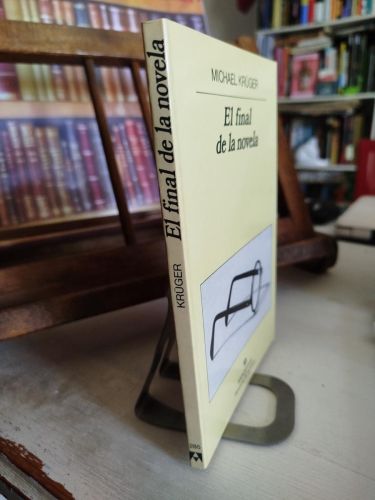 El final de la novela
KRÜGER
MICHAEL KRÜGER
El final
de la novela